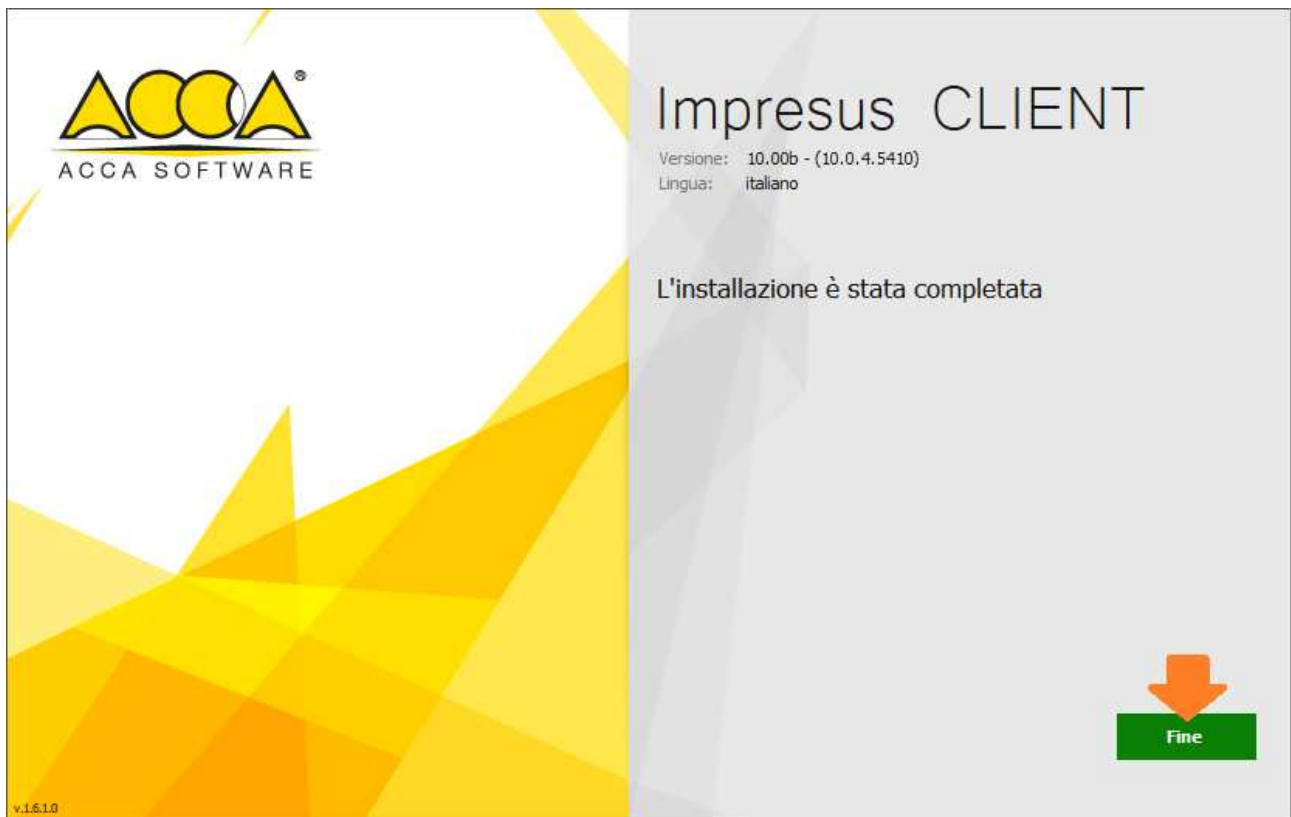 ACCA®
ACCA SOFTWARE
Impresus CLIENT
Versione: 10.00b - (10.0.4.5410)
Lingua: italiano
L'installazione è stata completata
Fine
v.1.6.1.0